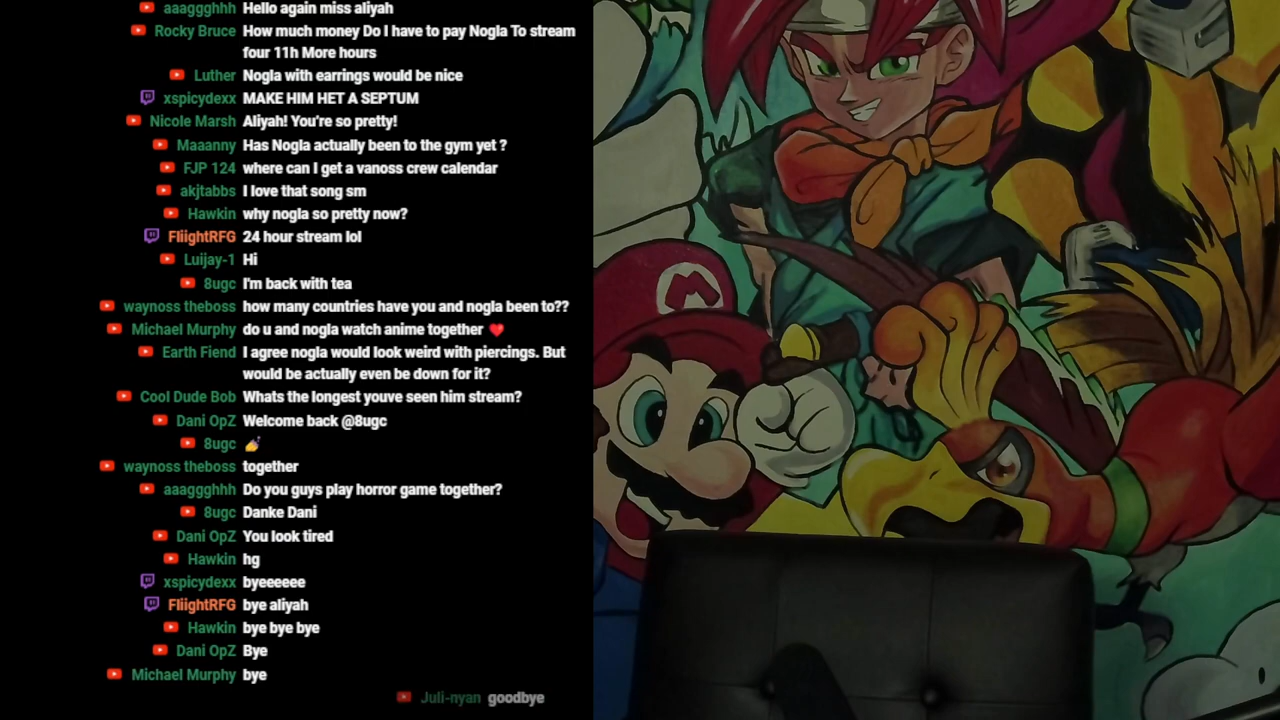 aaaggghhh Hello again miss aliyah
Rocky Bruce How much money Do I have to pay Nogla To stream
four 11h More hours
Luther Nogla with earrings would be nice
xspicydexx MAKE HIM HET A SEPTUM
Nicole Marsh Aliyah! You're so pretty!
Maaanny Has Nogla actually been to the gym yet ?
FJP 124 where can I get a vanoss crew calendar
akjtabbs I love that song sm
Hawkin why nogla so pretty now?
FliightRFG 24 hour stream lol
Luijay-1 Hi
8ugc I'm back with tea
waynoss theboss how many countries have you and nogla been to??
Michael Murphy do u and nogla watch anime together ❤️
Earth Fiend I agree nogla would look weird with piercings. But
would be actually even be down for it?
Cool Dude Bob Whats the longest youve seen him stream?
Dani OpZ Welcome back @8ugc
8ugc 💅
waynoss theboss together
aaaggghhh Do you guys play horror game together?
8ugc Danke Dani
Dani OpZ You look tired
Hawkin hg
xspicydexx byeeeeee
FliightRFG bye aliyah
Hawkin bye bye bye
Dani OpZ Bye
Michael Murphy bye
Juli-nyan goodbye
M